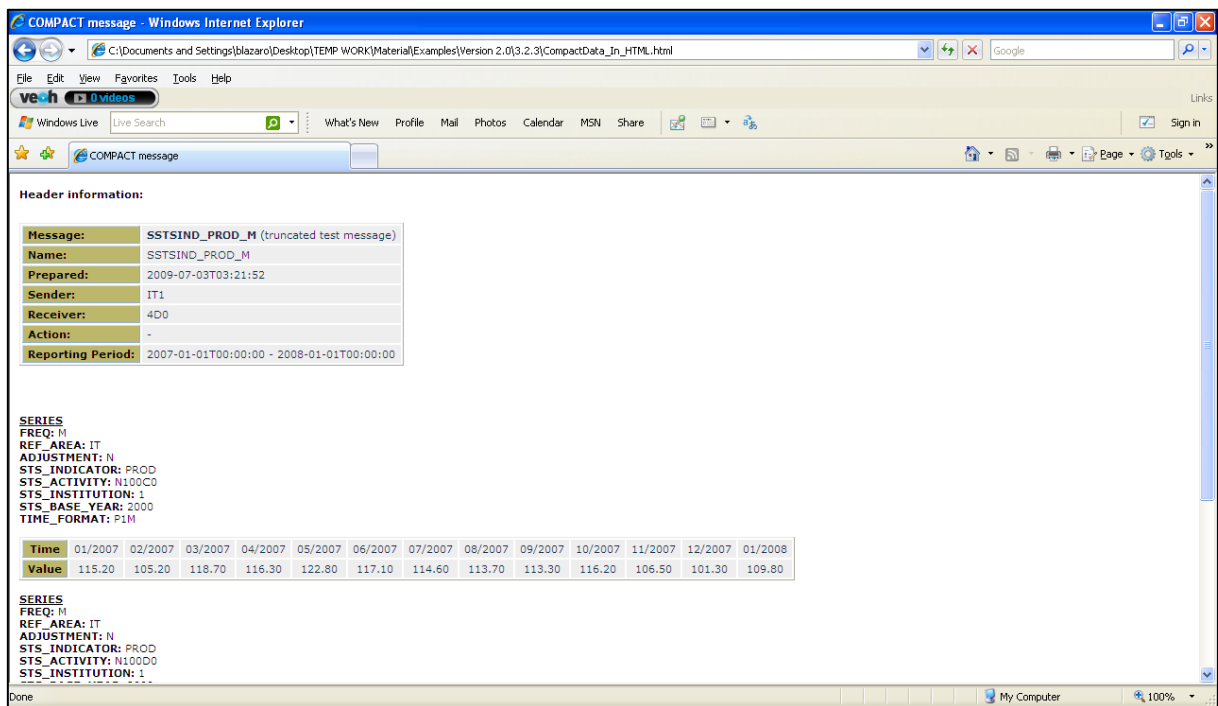 COMPACT message - Windows Internet Explorer
C:\Documents and Settings\blazaro\Desktop\TEMP WORK\Material\Examples\Version 2.0\3.2.3\CompactData_In_HTML.html Google
File Edit View Favorites Tools Help
veoh 0 videos Links
Windows Live Live Search What's New Profile Mail Photos Calendar MSN Share Sign in
COMPACT message Page Tools
Header information:
Message: SSTSIND_PROD_M (truncated test message)
Name: SSTSIND_PROD_M
Prepared: 2009-07-03T03:21:52
Sender: IT1
Receiver: 4D0
Action: -
Reporting Period: 2007-01-01T00:00:00 - 2008-01-01T00:00:00
SERIES
FREQ: M
REF_AREA: IT
ADJUSTMENT: N
STS_INDICATOR: PROD
STS_ACTIVITY: N100C0
STS_INSTITUTION: 1
STS_BASE_YEAR: 2000
TIME_FORMAT: P1M
Time 01/2007 02/2007 03/2007 04/2007 05/2007 06/2007 07/2007 08/2007 09/2007 10/2007 11/2007 12/2007 01/2008
Value 115.20 105.20 118.70 116.30 122.80 117.10 114.60 113.70 113.30 116.20 106.50 101.30 109.80
SERIES
FREQ: M
REF_AREA: IT
ADJUSTMENT: N
STS_INDICATOR: PROD
STS_ACTIVITY: N100D0
STS_INSTITUTION: 1
Done My Computer 100%